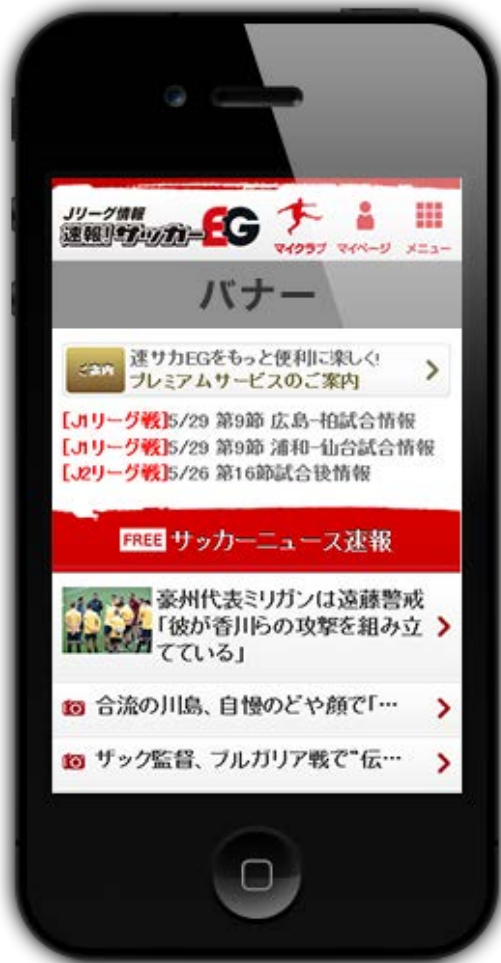 Jリーグ情報
速報!サッカーEG
マイクラブ マイページ メニュー
バナー
ご案内
速サカEGをもっと便利に楽しく!
プレミアムサービスのご案内
[J1リーグ戦]5/29 第9節 広島-柏試合情報
[J1リーグ戦]5/29 第9節 浦和-仙台試合情報
[J2リーグ戦]5/26 第16節試合後情報
FREE サッカーニュース速報
豪州代表ミリガンは遠藤警戒
「彼が香川らの攻撃を組み立
てている」
合流の川島、自慢のどや顔で「…
ザック監督、ブルガリア戦で“伝…